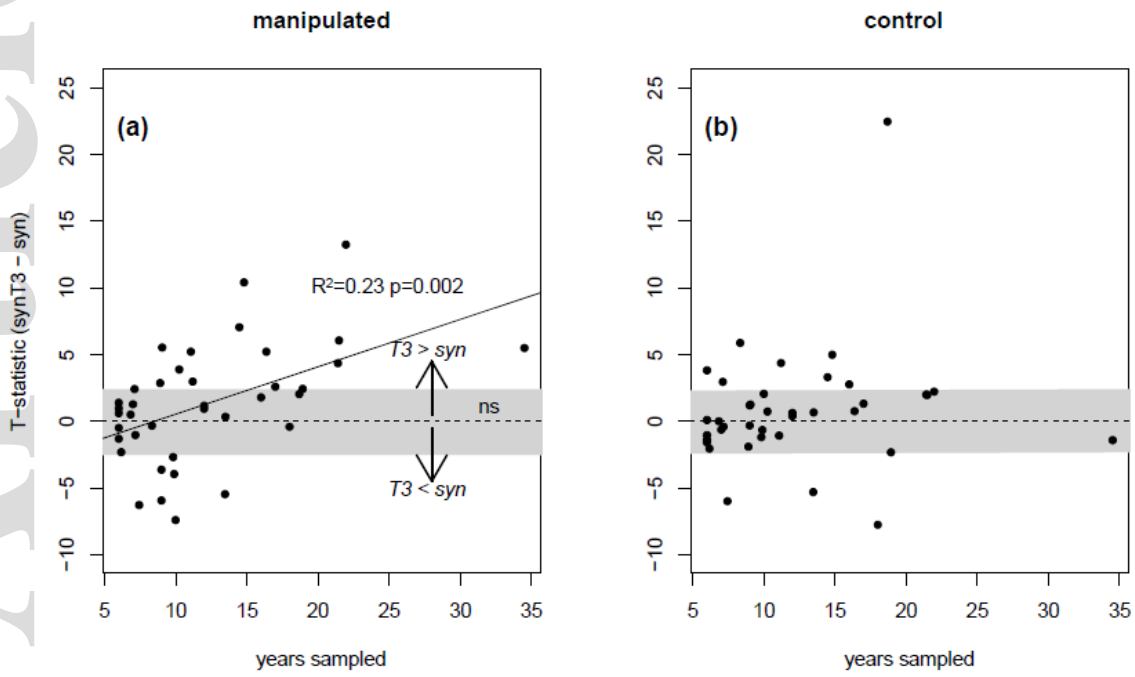 manipulated
control
(a)
(b)
T−statistic (synT3 − syn)
25
20
15
10
5
0
−5
−10
R²=0.23 p=0.002
T3 > syn
ns
T3 < syn
5 10 15 20 25 30 35
years sampled
25
20
15
10
5
0
−5
−10
5 10 15 20 25 30 35
years sampled